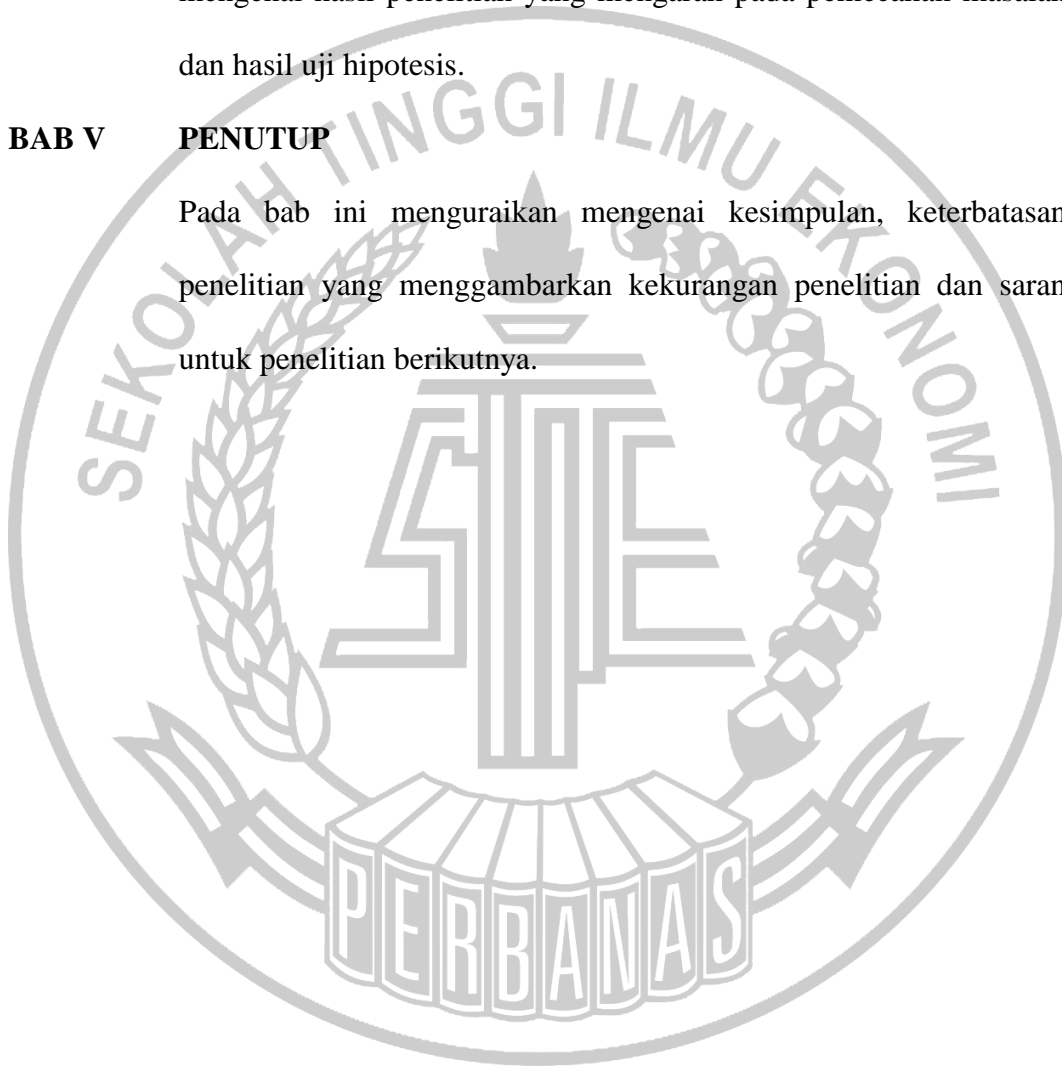 dan hasil uji hipotesis.
BAB V PENUTUP
Pada bab ini menguraikan mengenai kesimpulan, keterbatasan
penelitian yang menggambarkan kekurangan penelitian dan saran
untuk penelitian berikutnya.
SEKOLAH TINGGI ILMU EKONOMI
STIE
PERBANAS